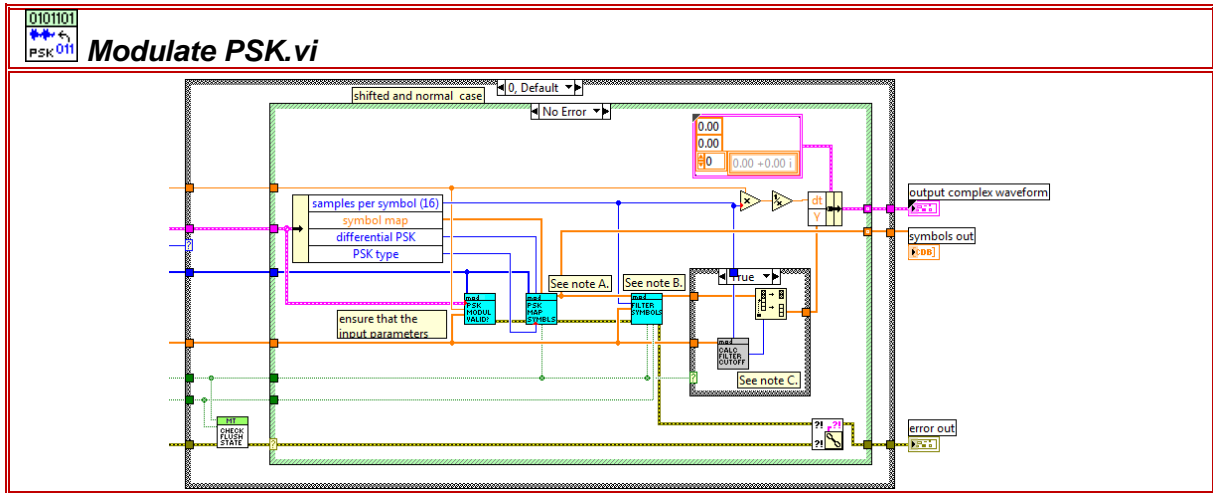 0101101
PSK 011
Modulate PSK.vi
0, Default
shifted and normal case
No Error
0.00
0.00
0
0.00 +0.00 i
samples per symbol (16)
symbol map
differential PSK
PSK type
dt
Y
output complex waveform
symbols out
[CDB]
True
See note A.
See note B.
mod
PSK
MODUL
VALID?
mod
PSK
MAP
SYMBLS
mod
FILTER
SYMBOLS
ensure that the
input parameters
mod
CALC
FILTER
CUTOFF
See note C.
MT
CHECK
FLUSH
STATE
?!
?!
?!
error out